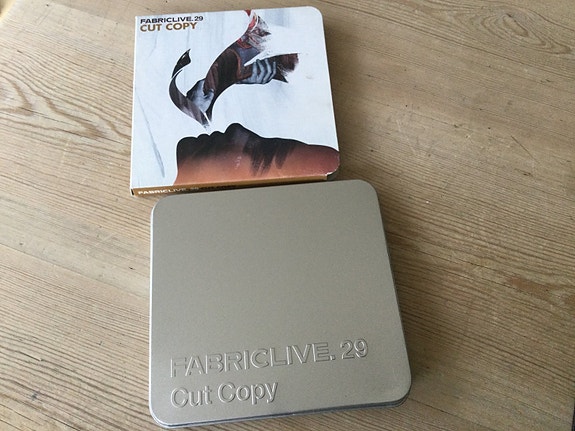 FABRICLIVE.29
CUT COPY
FABRICLIVE. 29
FABRICLIVE. 29
Cut Copy